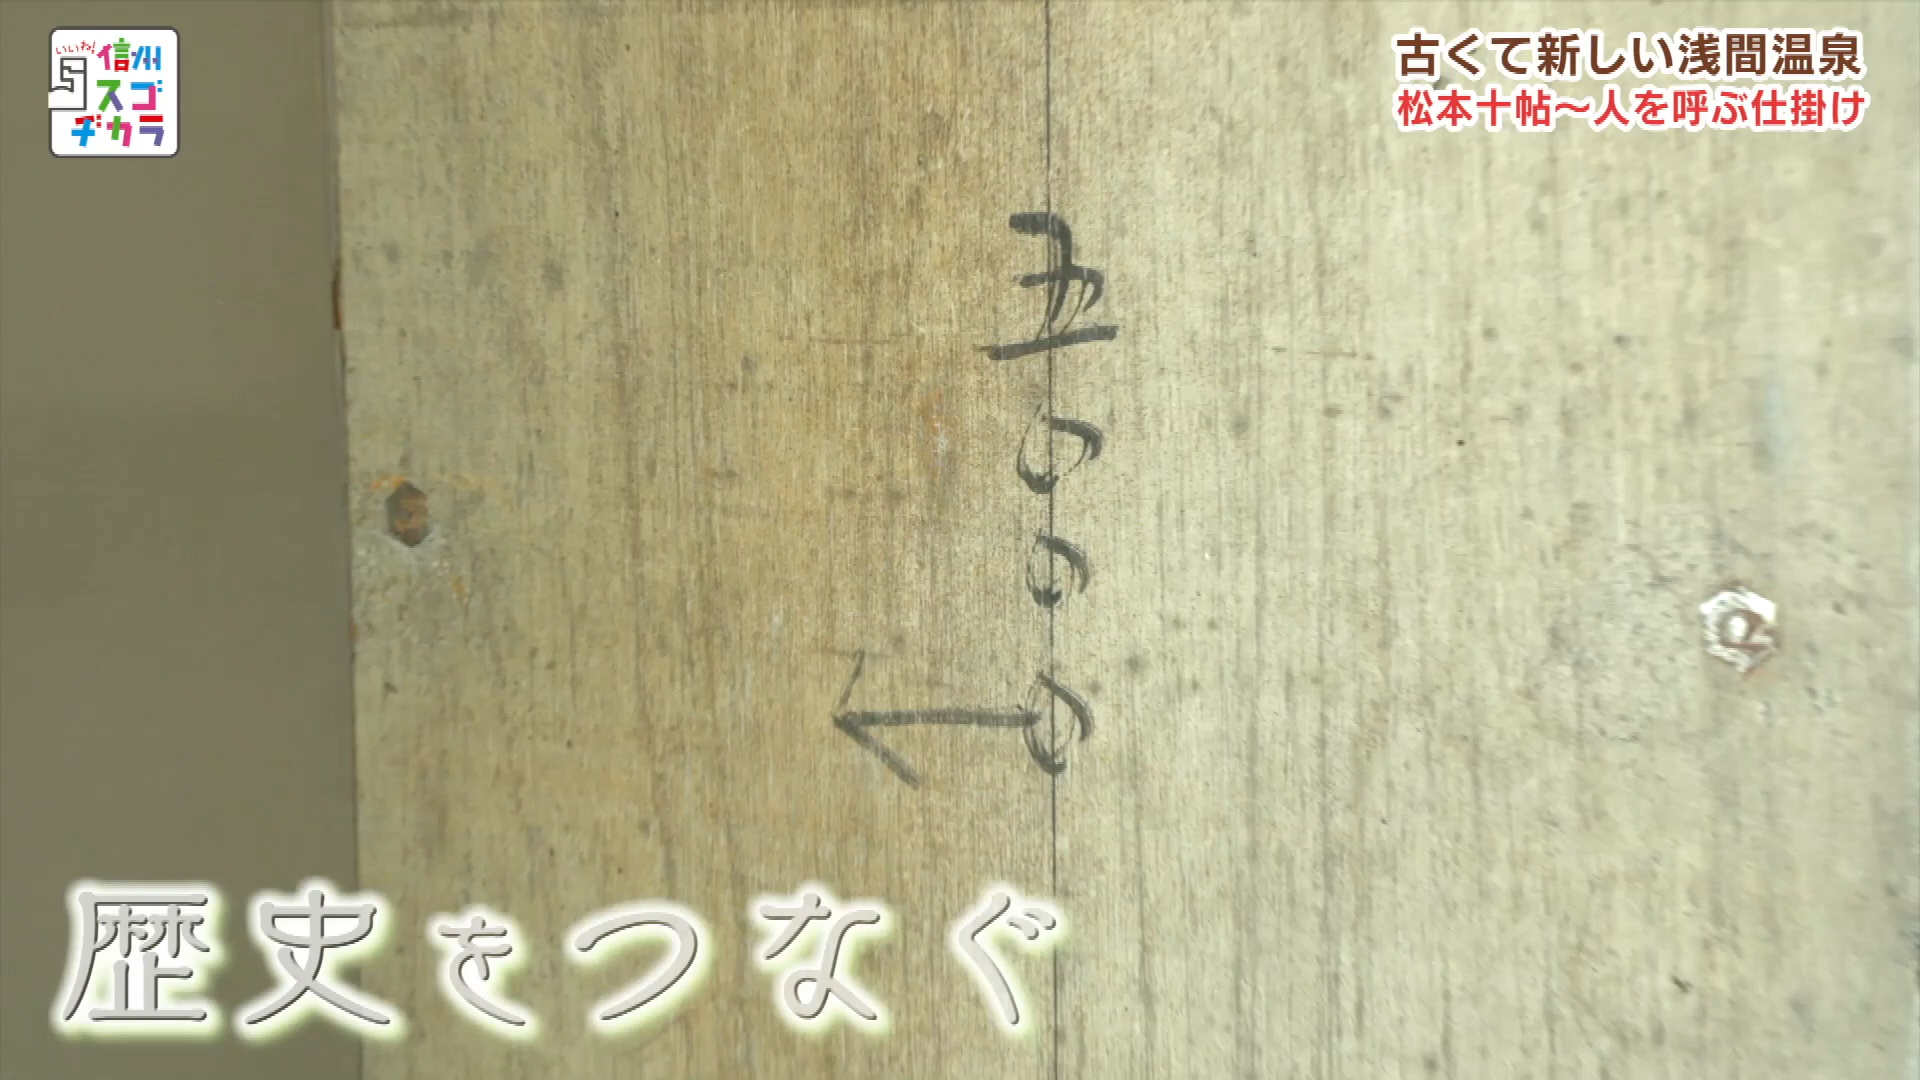 いいね!
信州
スゴ
ヂカラ
古くて新しい浅間温泉
松本十帖～人を呼ぶ仕掛け
五〇〇〇
←
歴史をつなぐ